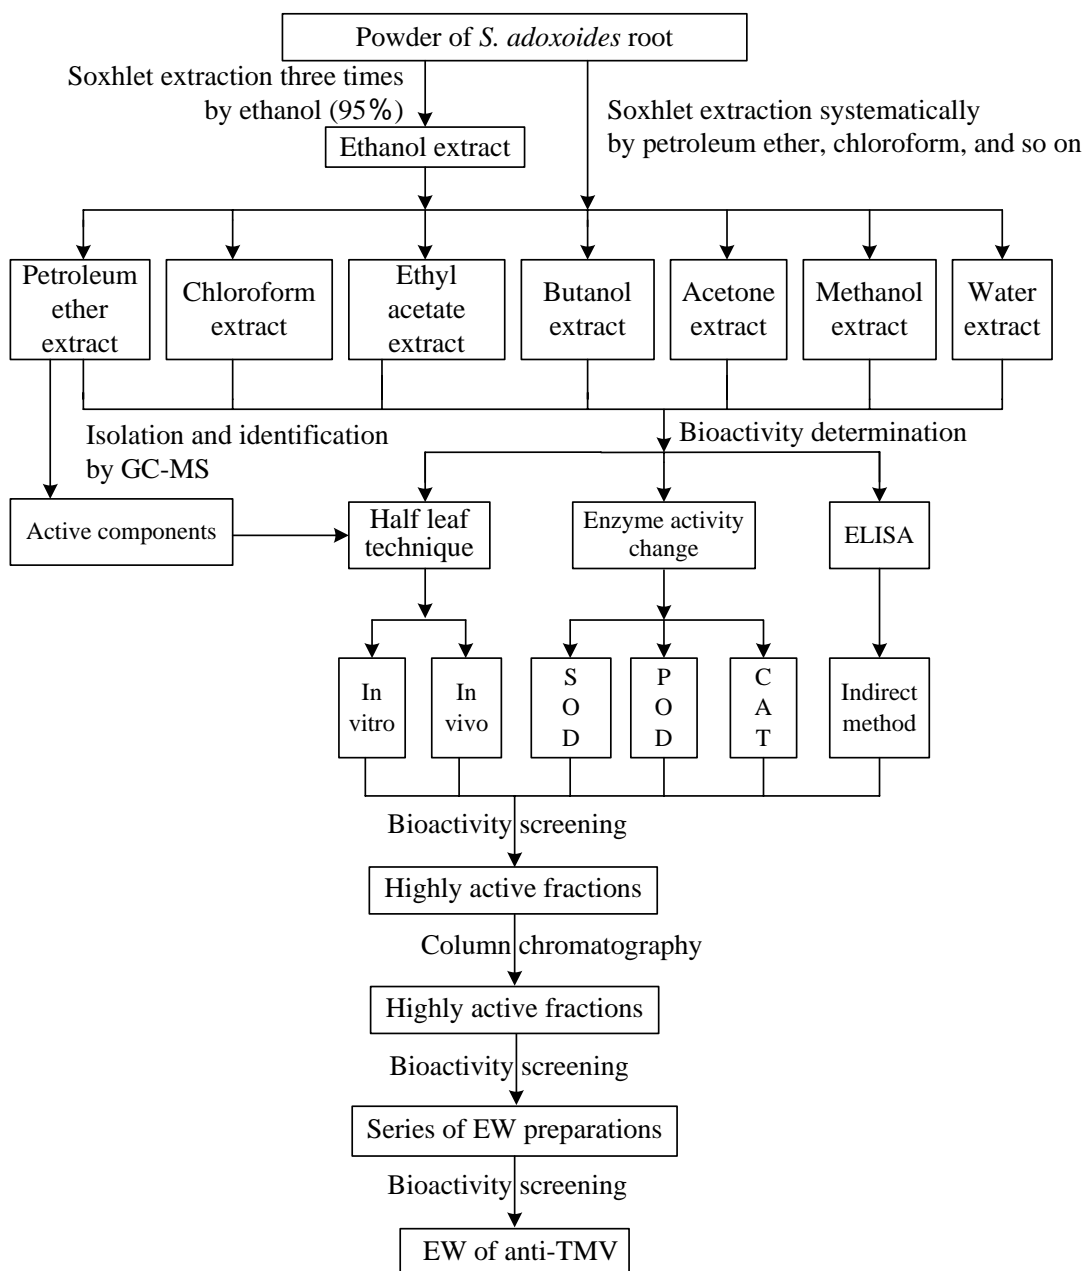 Powder of S. adoxoides root
Soxhlet extraction three times
by ethanol (95%)
Soxhlet extraction systematically
by petroleum ether, chloroform, and so on
Ethanol extract
Petroleum
ether
extract
Chloroform
extract
Ethyl
acetate
extract
Butanol
extract
Acetone
extract
Methanol
extract
Water
extract
Isolation and identification
by GC-MS
Bioactivity determination
Active components
Half leaf
technique
Enzyme activity
change
ELISA
In
vitro
In
vivo
S
O
D
P
O
D
C
A
T
Indirect
method
Bioactivity screening
Highly active fractions
Column chromatography
Highly active fractions
Bioactivity screening
Series of EW preparations
Bioactivity screening
EW of anti-TMV